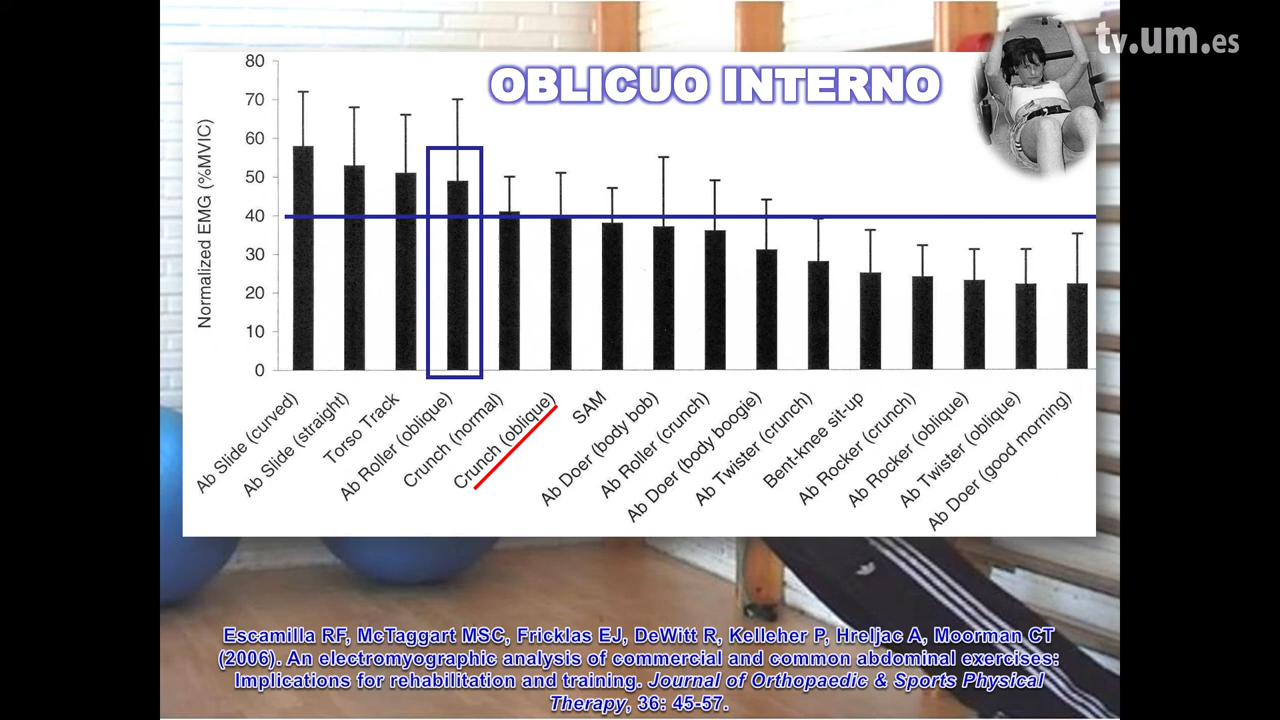 tv.um.es
OBLICUO INTERNO
Normalized EMG (%MVIC)
80
70
60
50
40
30
20
10
0
Ab Slide (curved)
Ab Slide (straight)
Torso Track
Ab Roller (oblique)
Crunch (normal)
Crunch (oblique)
SAM
Ab Doer (body bob)
Ab Roller (crunch)
Ab Doer (body boogie)
Ab Twister (crunch)
Bent-knee sit-up
Ab Rocker (crunch)
Ab Rocker (oblique)
Ab Twister (oblique)
Ab Doer (good morning)
Escamilla RF, McTaggart MSC, Fricklas EJ, DeWitt R, Kelleher P, Hreljac A, Moorman CT
(2006). An electromyographic analysis of commercial and common abdominal exercises:
Implications for rehabilitation and training. Journal of Orthopaedic & Sports Physical
Therapy, 36: 45-57.